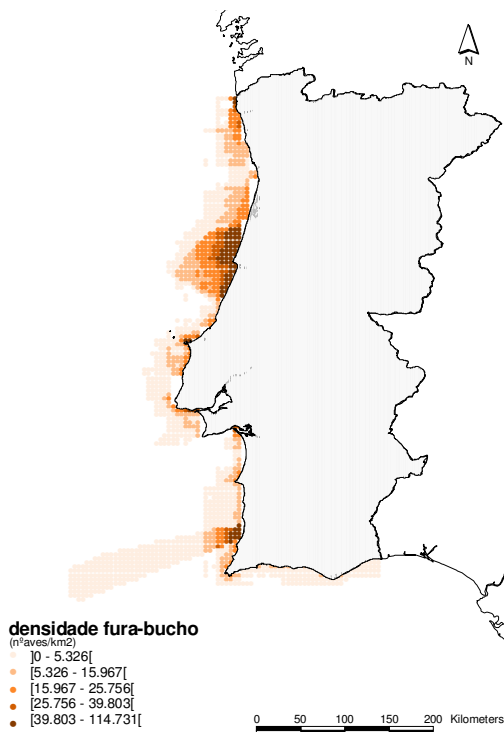 N
densidade fura-bucho
(nºaves/km2)
]0 - 5.326[
[5.326 - 15.967[
[15.967 - 25.756[
[25.756 - 39.803[
[39.803 - 114.731[
0 50 100 150 200 Kilometers